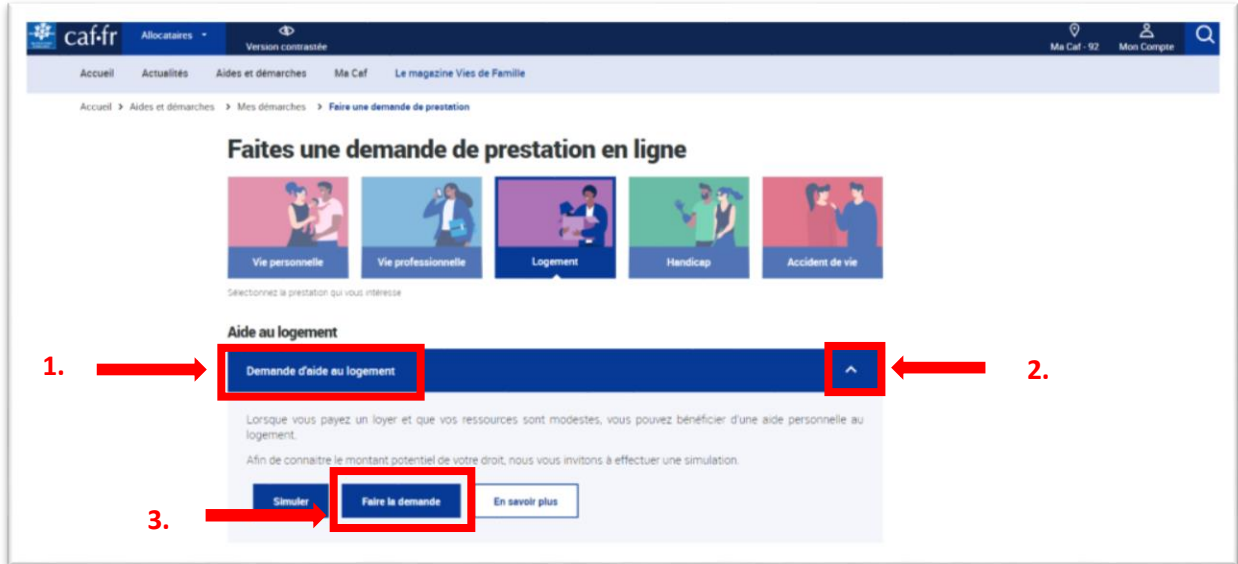 caf·fr Allocataires Version contrastée Ma Caf - 92 Mon Compte
Accueil Actualités Aides et démarches Ma Caf Le magazine Vies de Famille
Accueil > Aides et démarches > Mes démarches > Faire une demande de prestation
Faites une demande de prestation en ligne
Vie personnelle Vie professionnelle Logement Handicap Accident de vie
Sélectionnez la prestation qui vous intéresse
Aide au logement
1. Demande d'aide au logement 2.
Lorsque vous payez un loyer et que vos ressources sont modestes, vous pouvez bénéficier d'une aide personnelle au
logement.
Afin de connaitre le montant potentiel de votre droit, nous vous invitons à effectuer une simulation.
Simuler Faire la demande En savoir plus
3.